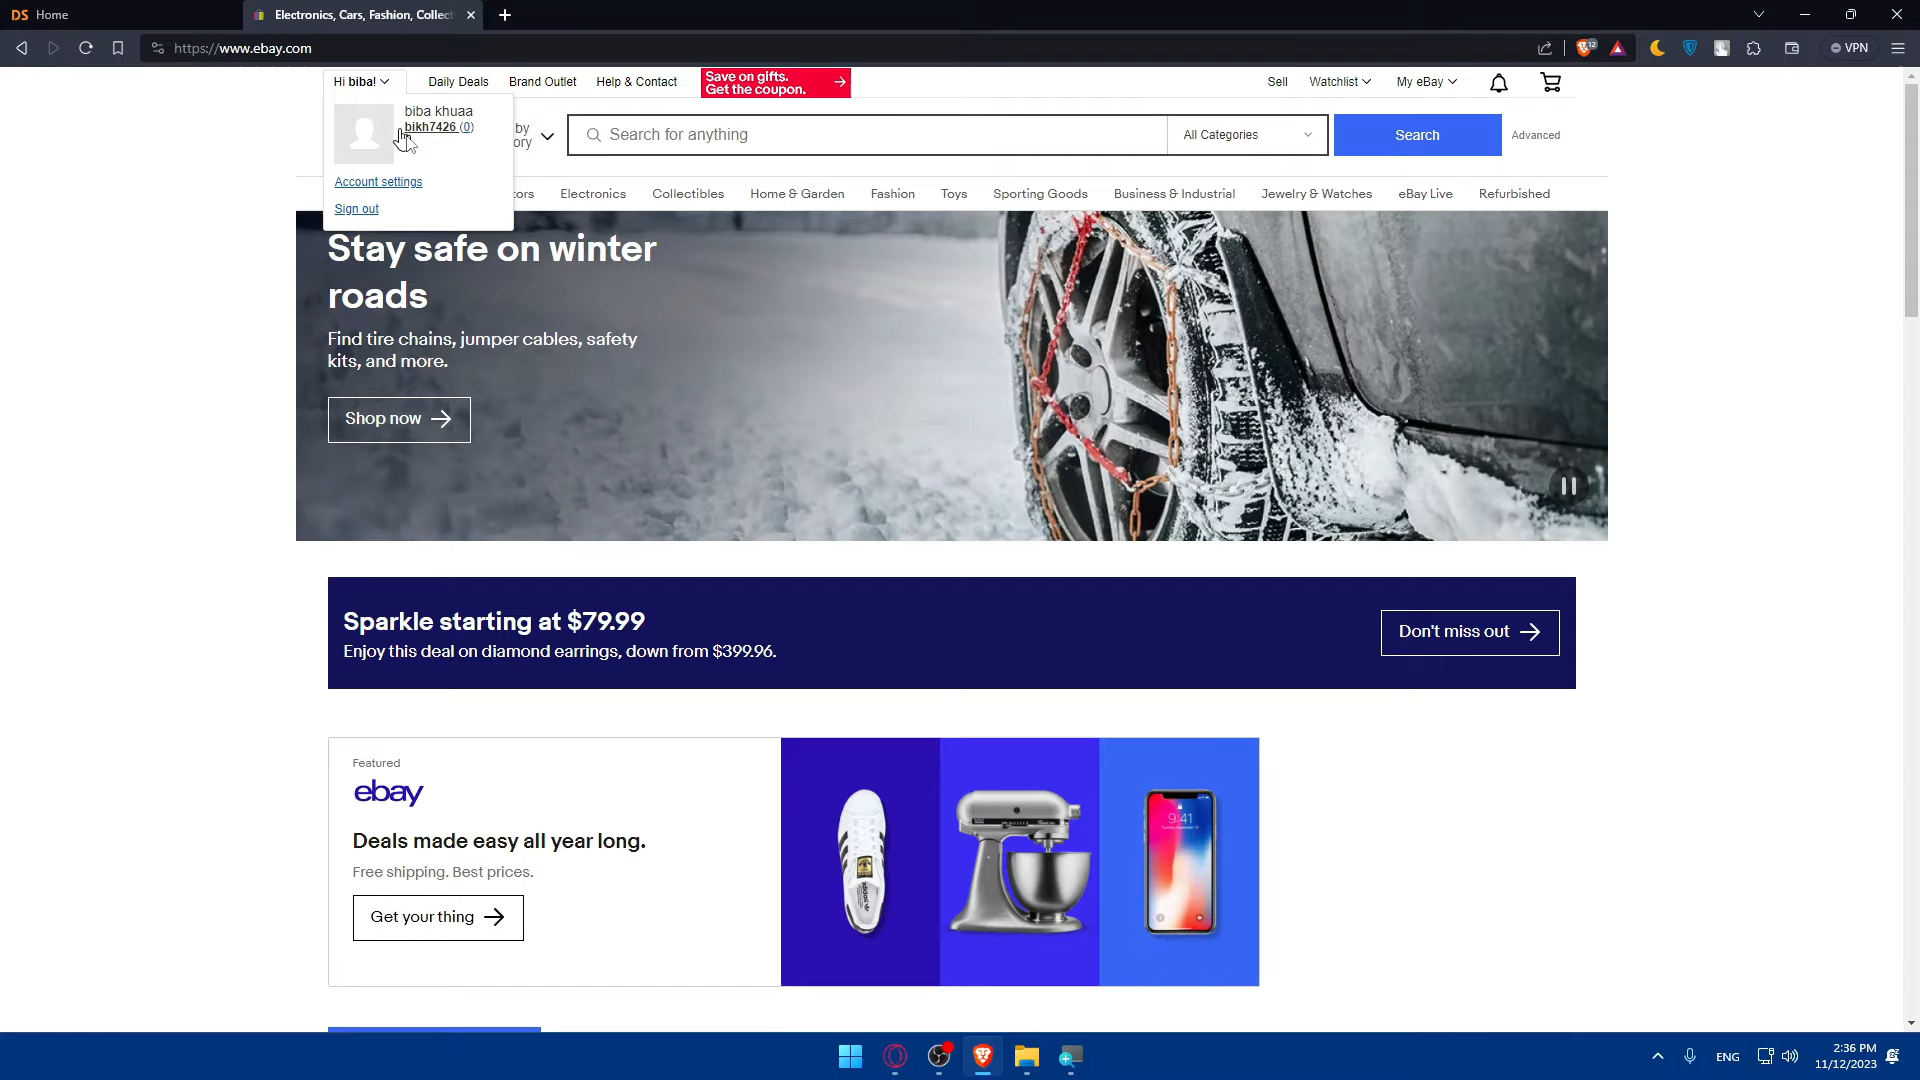 DS Home
Electronics, Cars, Fashion, Collect
https://www.ebay.com
12
VPN
Hi biba!
Daily Deals
Brand Outlet
Help & Contact
Save on gifts.
Get the coupon.
Sell
Watchlist
My eBay
biba khuaa
bikh7426 (0)
Account settings
Sign out
by
ory
Search for anything
All Categories
Search
Advanced
tors
Electronics
Collectibles
Home & Garden
Fashion
Toys
Sporting Goods
Business & Industrial
Jewelry & Watches
eBay Live
Refurbished
Stay safe on winter
roads
Find tire chains, jumper cables, safety
kits, and more.
Shop now
Sparkle starting at $79.99
Enjoy this deal on diamond earrings, down from $399.96.
Don't miss out
Featured
ebay
Deals made easy all year long.
Free shipping. Best prices.
Get your thing
9:41
ENG
2:36 PM
11/12/2023